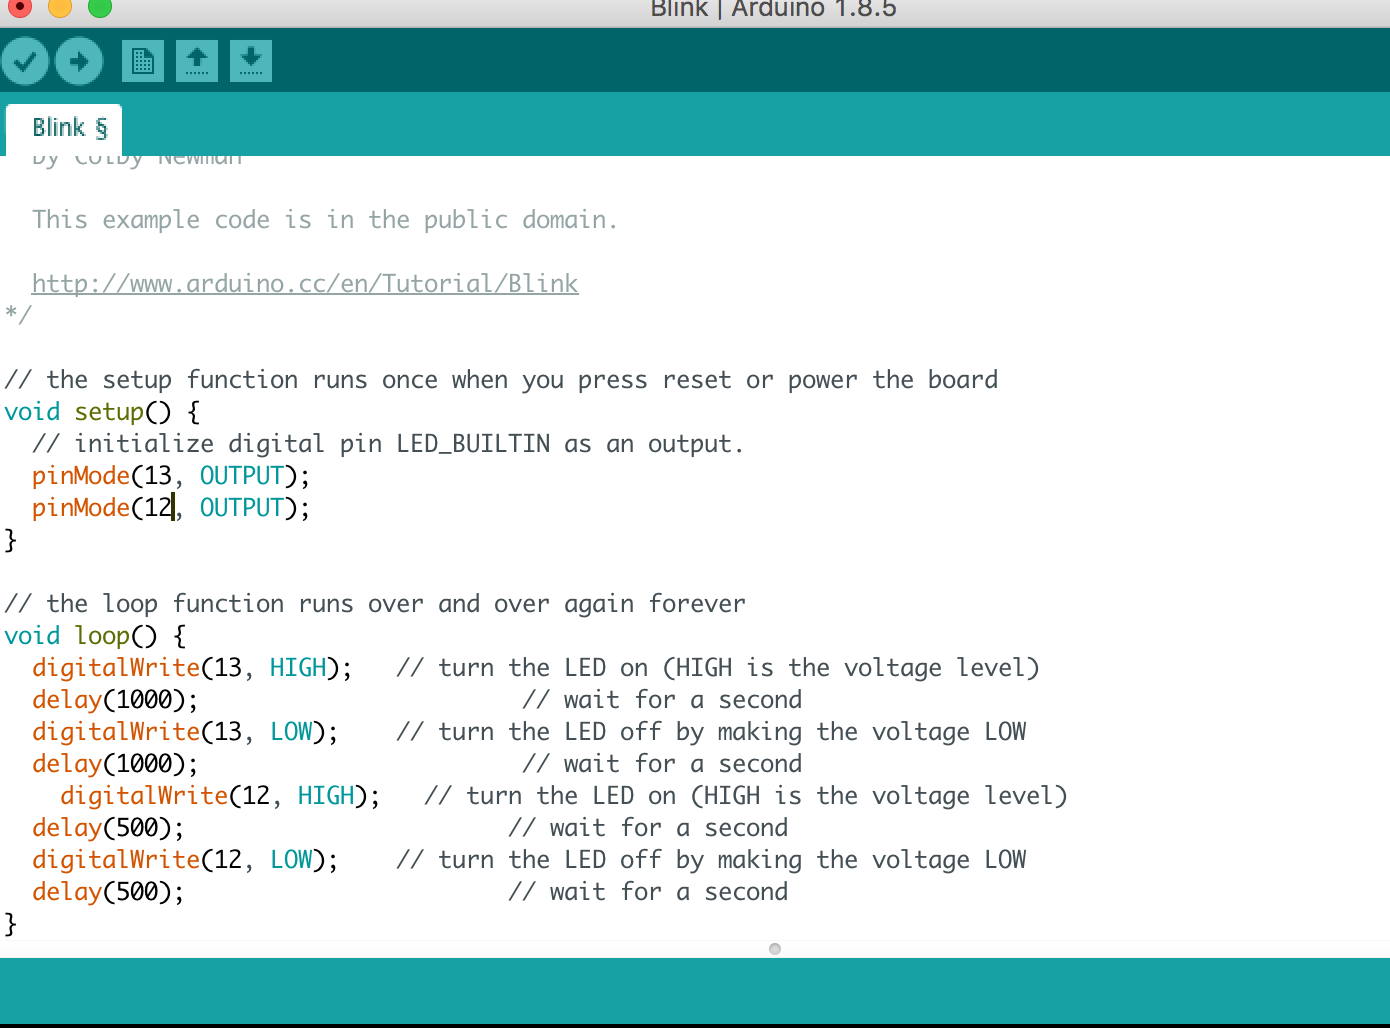 Blink | Arduino 1.8.5
Blink §
by Colby Newman
This example code is in the public domain.
http://www.arduino.cc/en/Tutorial/Blink
*/
// the setup function runs once when you press reset or power the board
void setup() {
  // initialize digital pin LED_BUILTIN as an output.
  pinMode(13, OUTPUT);
  pinMode(12, OUTPUT);
}
// the loop function runs over and over again forever
void loop() {
  digitalWrite(13, HIGH);   // turn the LED on (HIGH is the voltage level)
  delay(1000);                       // wait for a second
  digitalWrite(13, LOW);    // turn the LED off by making the voltage LOW
  delay(1000);                       // wait for a second
    digitalWrite(12, HIGH);   // turn the LED on (HIGH is the voltage level)
  delay(500);                       // wait for a second
  digitalWrite(12, LOW);    // turn the LED off by making the voltage LOW
  delay(500);                       // wait for a second
}